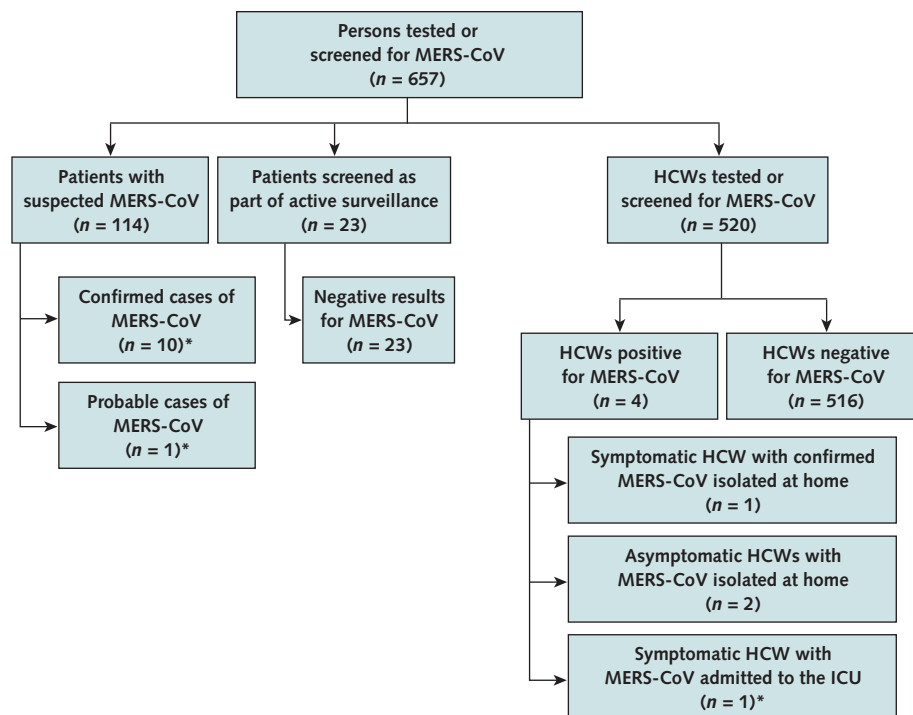 Persons tested or
screened for MERS-CoV
(n = 657)
Patients with
suspected MERS-CoV
(n = 114)
Patients screened as
part of active surveillance
(n = 23)
HCWs tested or
screened for MERS-CoV
(n = 520)
Confirmed cases of
MERS-CoV
(n = 10)*
Probable cases of
MERS-CoV
(n = 1)*
Negative results
for MERS-CoV
(n = 23)
HCWs positive
for MERS-CoV
(n = 4)
HCWs negative
for MERS-CoV
(n = 516)
Symptomatic HCW with confirmed
MERS-CoV isolated at home
(n = 1)
Asymptomatic HCWs with
MERS-CoV isolated at home
(n = 2)
Symptomatic HCW with
MERS-CoV admitted to the ICU
(n = 1)*